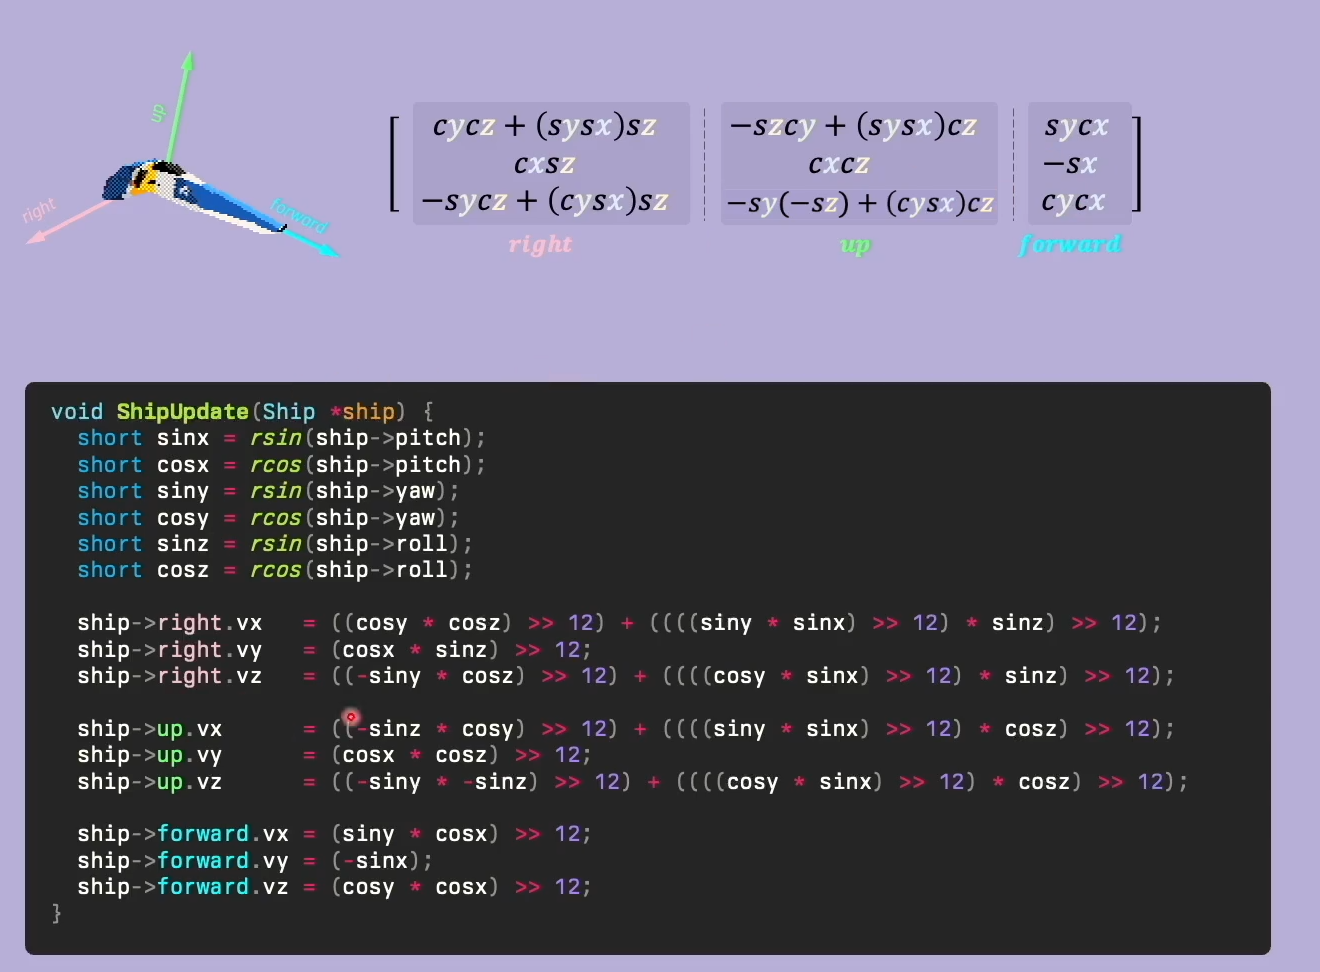 up
right
forward
cycz + (sysx)sz   −szcy + (sysx)cz   sycx
cxsz   cxcz   −sx
−sycz + (cysx)sz   −sy(−sz) + (cysx)cz   cycx
right   up   forward
void ShipUpdate(Ship *ship) {
  short sinx = rsin(ship->pitch);
  short cosx = rcos(ship->pitch);
  short siny = rsin(ship->yaw);
  short cosy = rcos(ship->yaw);
  short sinz = rsin(ship->roll);
  short cosz = rcos(ship->roll);
  ship->right.vx   = ((cosy * cosz) >> 12) + ((((siny * sinx) >> 12) * sinz) >> 12);
  ship->right.vy   = (cosx * sinz) >> 12;
  ship->right.vz   = ((-siny * cosz) >> 12) + ((((cosy * sinx) >> 12) * sinz) >> 12);
  ship->up.vx      = ((-sinz * cosy) >> 12) + ((((siny * sinx) >> 12) * cosz) >> 12);
  ship->up.vy      = (cosx * cosz) >> 12;
  ship->up.vz      = ((-siny * -sinz) >> 12) + ((((cosy * sinx) >> 12) * cosz) >> 12);
  ship->forward.vx = (siny * cosx) >> 12;
  ship->forward.vy = (-sinx);
  ship->forward.vz = (cosy * cosx) >> 12;
}